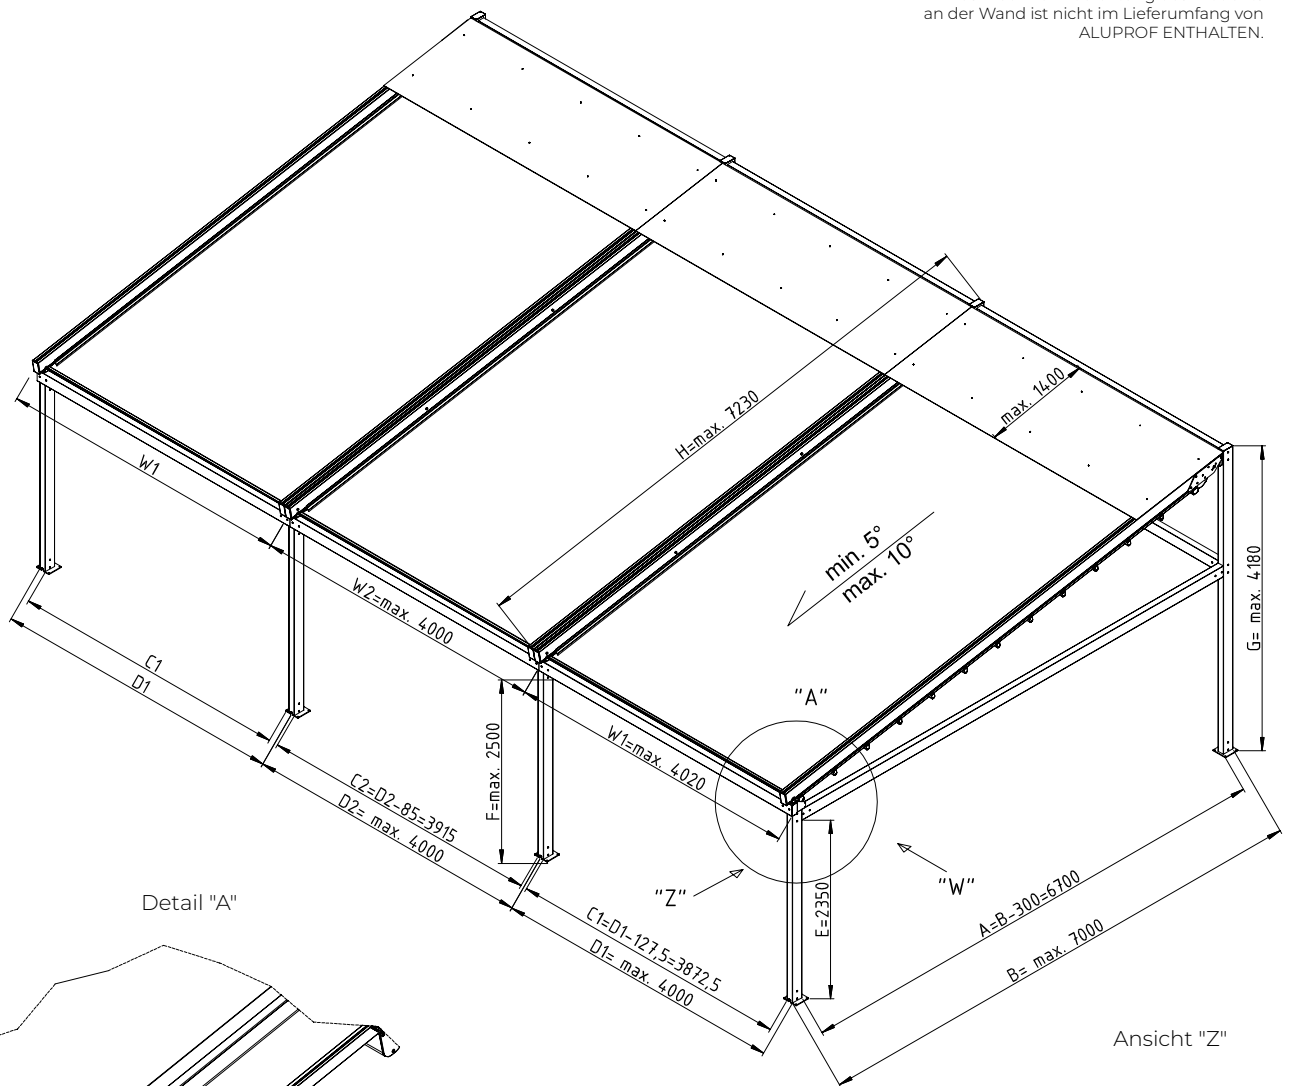 an der Wand ist nicht im Lieferumfang von
ALUPROF ENTHALTEN.
max. 1400
H=max. 7230
W1
min. 5°
max. 10°
G= max. 4180
W2=max. 4000
C1
D1
"A"
F=max. 2500
W1=max. 4020
C2=D2-85=3915
D2= max. 4000
"Z"
"W"
E=2350
A=B-300=6700
B= max. 7000
C1=D1-127,5=3872,5
D1= max. 4000
Detail "A"
Ansicht "Z"